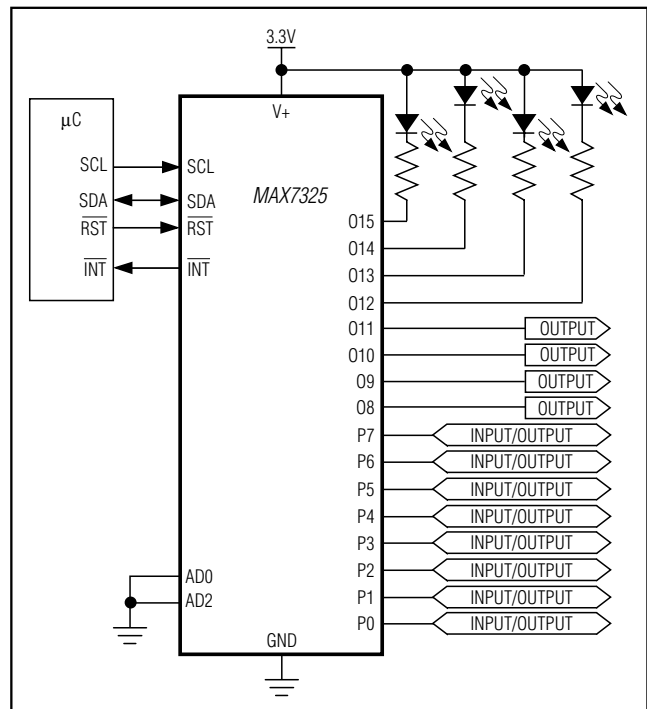 3.3V
V+
μC
SCL
SDA
RST
INT
SCL
SDA
RST
INT
MAX7325
O15
O14
O13
O12
O11
O10
O9
O8
P7
P6
P5
P4
P3
P2
P1
P0
OUTPUT
OUTPUT
OUTPUT
OUTPUT
INPUT/OUTPUT
INPUT/OUTPUT
INPUT/OUTPUT
INPUT/OUTPUT
INPUT/OUTPUT
INPUT/OUTPUT
INPUT/OUTPUT
INPUT/OUTPUT
AD0
AD2
GND